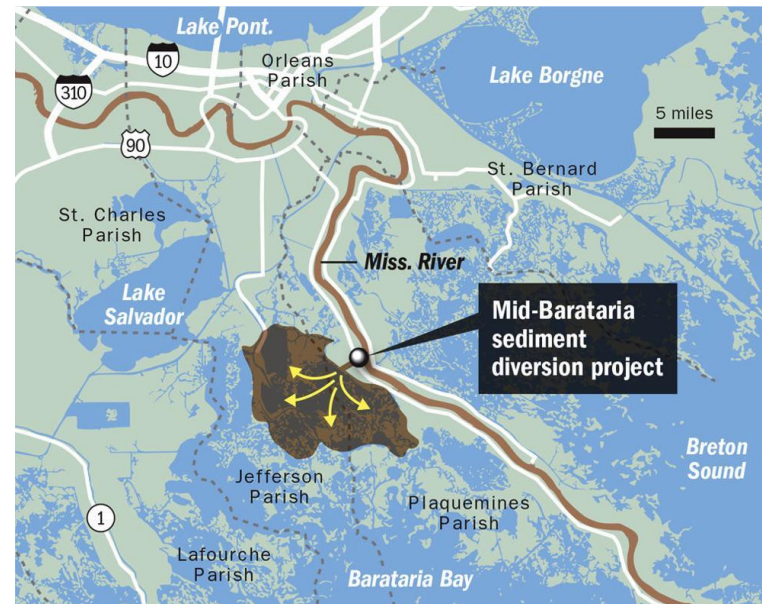 Lake Pont.
10
Orleans
Parish
Lake Borgne
310
5 miles
90
St. Bernard
Parish
St. Charles
Parish
Miss. River
Lake
Salvador
Mid-Barataria
sediment
diversion project
Breton
Sound
Jefferson
Parish
Plaquemines
Parish
1
Lafourche
Parish
Barataria Bay